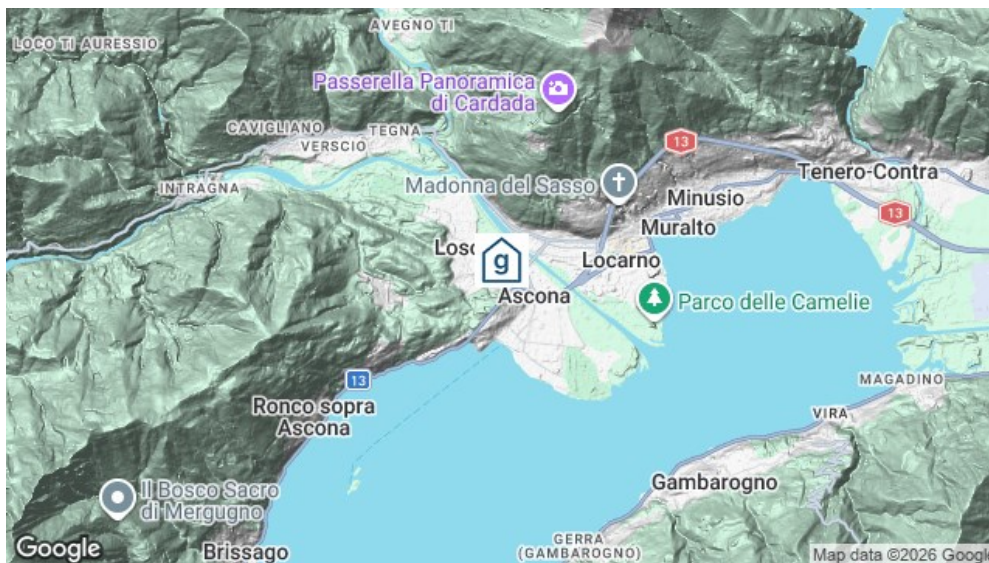 AVEGNO TI
LOCO TI AURESSIO
Passerella Panoramica
di Cardada
CAVIGLIANO
TEGNA
VERSCIO
13
Tenero-Contra
INTRAGNA
Madonna del Sasso
Minusio
13
Muralto
Loso
g
Locarno
Ascona
Parco delle Camelie
13
MAGADINO
Ronco sopra
Ascona
VIRA
Il Bosco Sacro
di Mergugno
Gambarogno
GERRA
(GAMBAROGNO)
Brissago
Google
Map data ©2026 Google